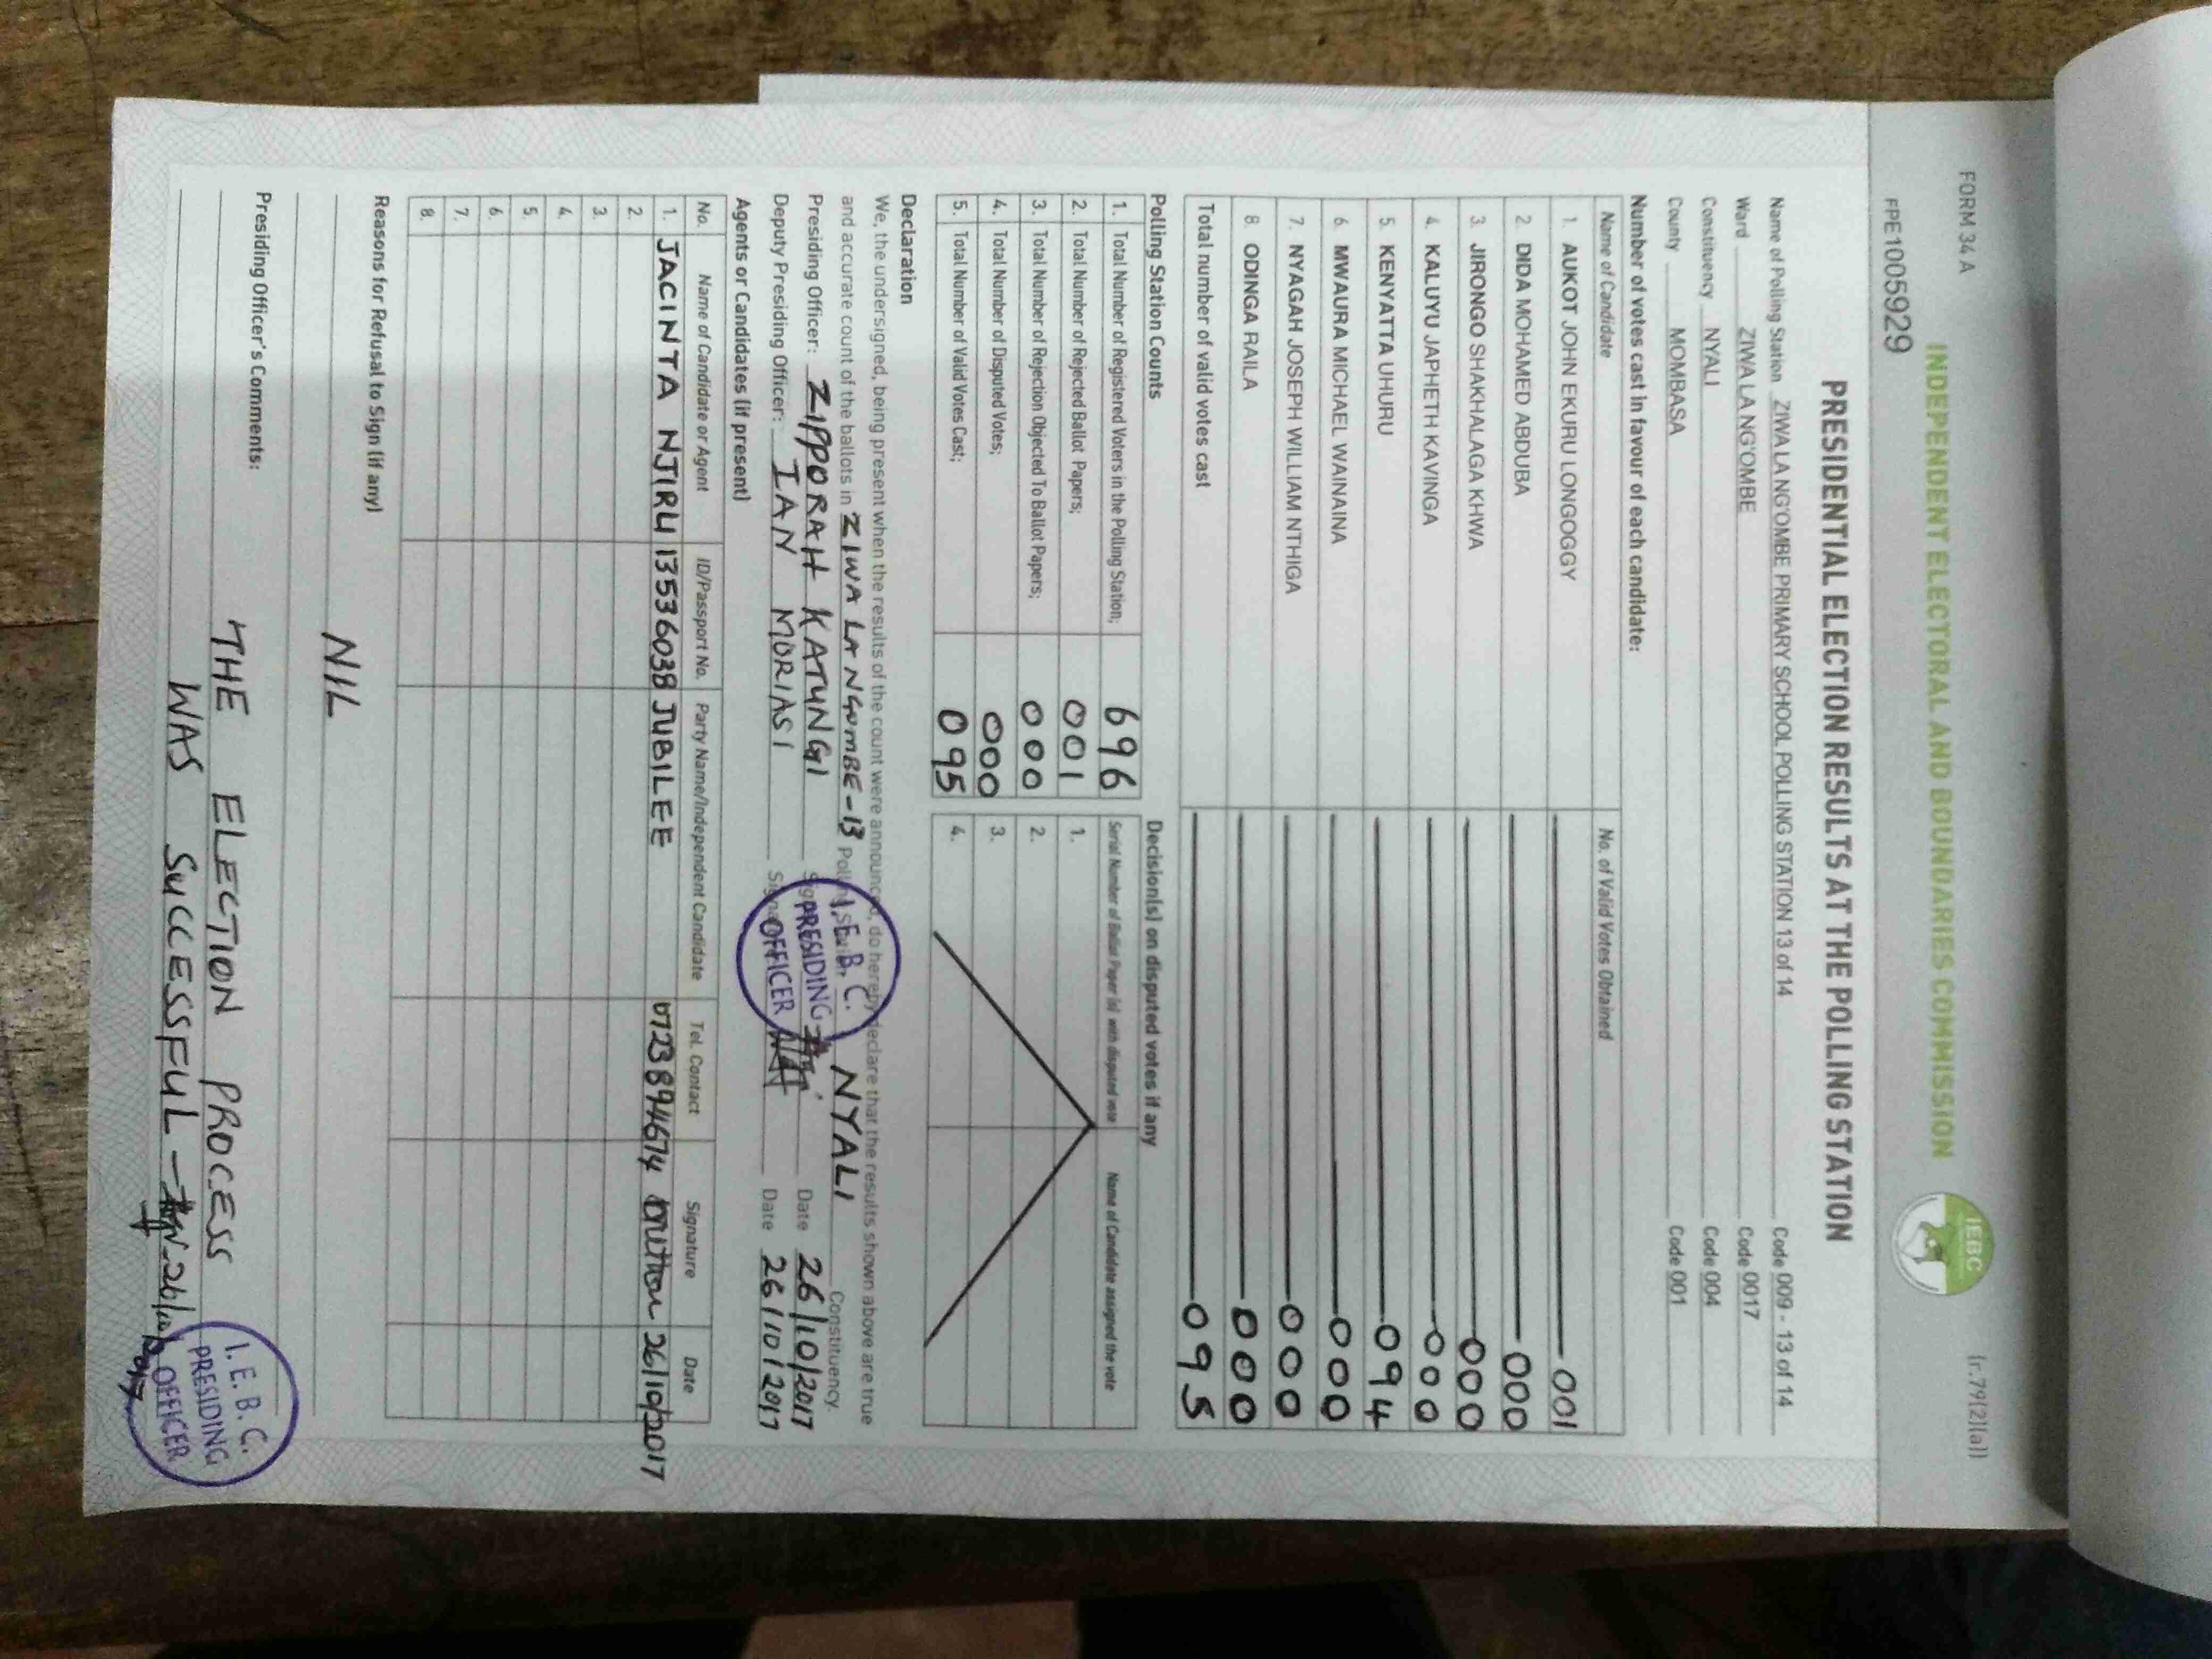 FORM 34 A
(r.79(2)(a))
INDEPENDENT ELECTORAL AND BOUNDARIES COMMISSION
IEBC
FPE1005929
PRESIDENTIAL ELECTION RESULTS AT THE POLLING STATION
Name of Polling Station ZIWA LA NG'OMBE PRIMARY SCHOOL POLLING STATION 13 of 14 Code 009 - 13 of 14
Ward ZIWA LA NG'OMBE Code 0017
Constituency NYALI Code 004
County MOMBASA Code 001
Number of votes cast in favour of each candidate:
Name of Candidate No. of Valid Votes Obtained
1. AUKOT JOHN EKURU LONGOGGY 001
2. DIDA MOHAMED ABDUBA 000
3. JIRONGO SHAKHALAGA KHWA 000
4. KALUYU JAPHETH KAVINGA 000
5. KENYATTA UHURU 094
6. MWAURA MICHAEL WAINAINA 000
7. NYAGAH JOSEPH WILLIAM NTHIGA 000
8. ODINGA RAILA 000
Total number of valid votes cast 095
Polling Station Counts
1. Total Number of Registered Voters in the Polling Station; 696
2. Total Number of Rejected Ballot Papers; 001
3. Total Number of Rejection Objected To Ballot Papers; 000
4. Total Number of Disputed Votes; 000
5. Total Number of Valid Votes Cast; 095
Decision(s) on disputed votes if any
Serial Number of Ballot Paper (s) with disputed vote Name of Candidate assigned the vote
1.
2.
3.
4.
Declaration
We, the undersigned, being present when the results of the count were announced, do hereby declare that the results shown above are true
and accurate count of the ballots in ZIWA LA NGOMBE-13 Polling NYALI Constituency.
Presiding Officer: ZIPPORAH KATUNGI Date 26/10/2017
Deputy Presiding Officer: IAN MORIASI Date 26/10/2017
I.E.B.C.
PRESIDING
OFFICER
Agents or Candidates (if present)
No. Name of Candidate or Agent ID/Passport No. Party Name/Independent Candidate Tel. Contact Signature Date
1. JACINTA NJIRU 13536038 JUBILEE 0723894674 26/10/2017
2.
3.
4.
5.
6.
7.
8.
Reasons for Refusal to Sign (if any)
NIL
Presiding Officer's Comments:
THE ELECTION PROCESS
WAS SUCCESSFUL 26/10/2017
I.E.B.C.
PRESIDING
OFFICER